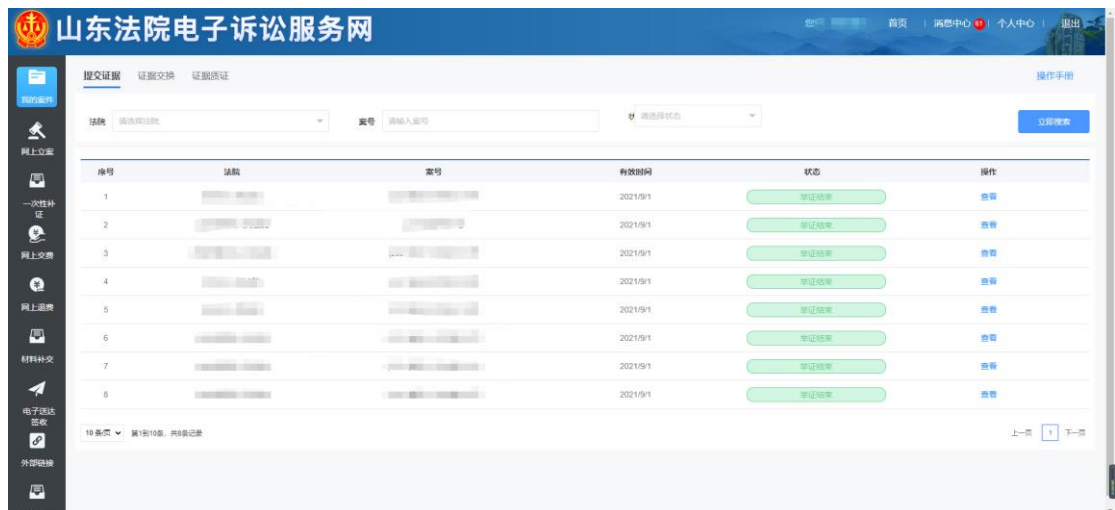 山东法院电子诉讼服务网
首页 | 消息中心 | 个人中心 | 退出
提交证据 证据交换 证据质证 操作手册
法院 请选择法院 案号 请输入案号 请选择状态 立即搜索
序号 法院 案号 有效时间 状态 操作
1 2021/9/1 举证结束 查看
2 2021/9/1 举证结束 查看
3 2021/9/1 举证结束 查看
4 2021/9/1 举证结束 查看
5 2021/9/1 举证结束 查看
6 2021/9/1 举证结束 查看
7 2021/9/1 举证结束 查看
8 2021/9/1 举证结束 查看
10 条/页 第1到10条，共8条记录 上一页 1 下一页
我的案件
网上立案
一次性补
证
网上交费
网上退费
材料补交
电子送达
签收
外部链接